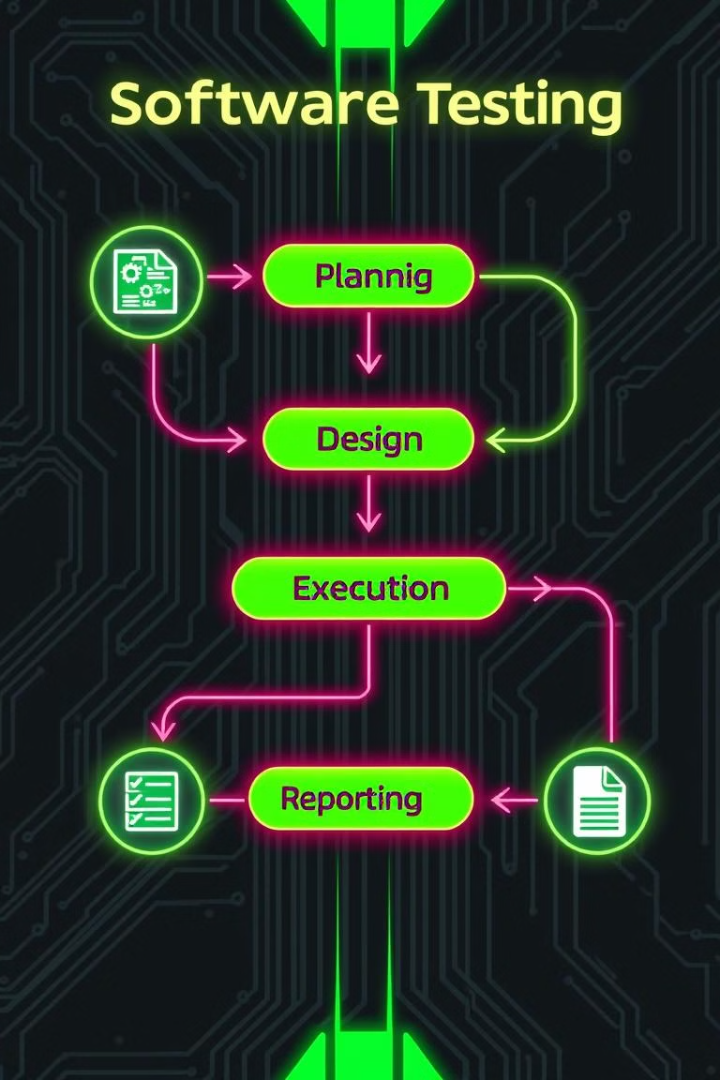 Software Testing
Plannig
Design
Execution
Reporting